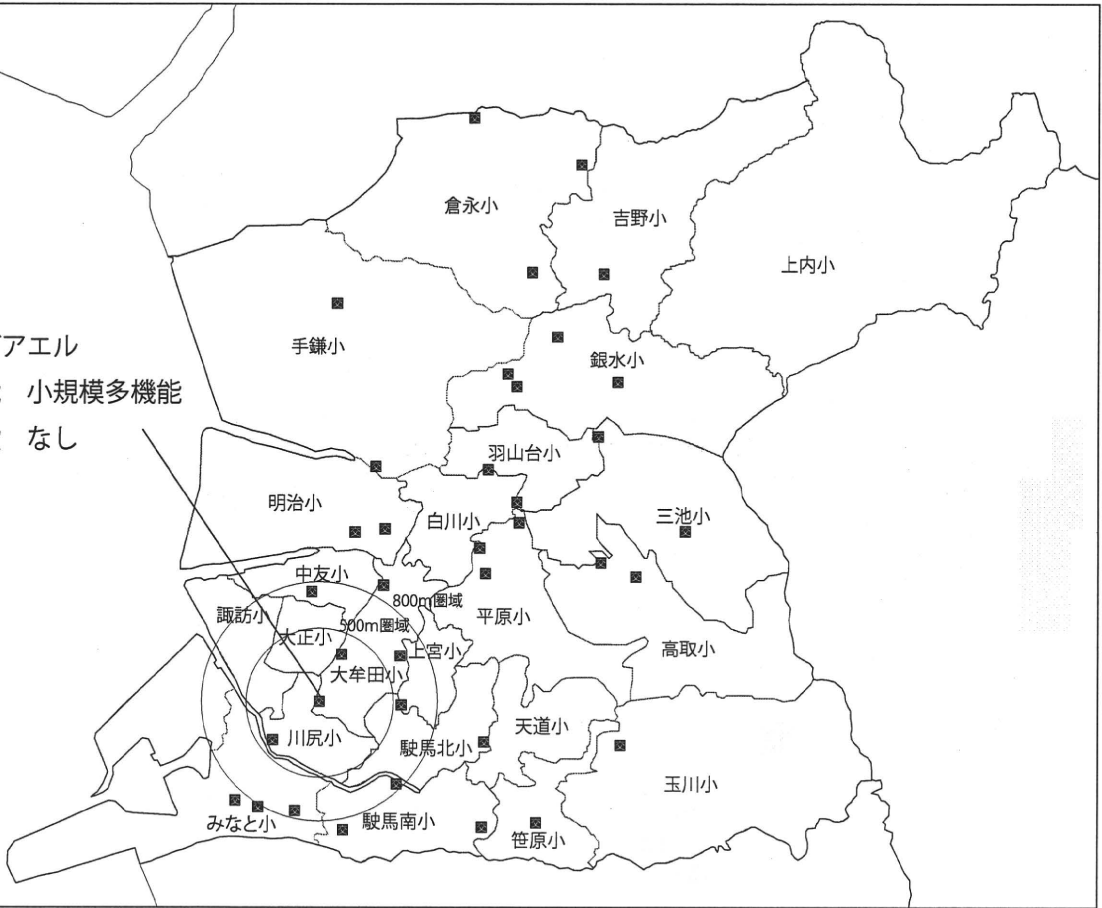 倉永小
吉野小
上内小
手鎌小
アエル
銀水小
小規模多機能
なし
羽山台小
明治小
白川小
三池小
中友小
800m圏域
諏訪小
500m圏域
平原小
大正小
上宮小
高取小
大牟田小
川尻小
駛馬北小
天道小
玉川小
みなと小
駛馬南小
笹原小